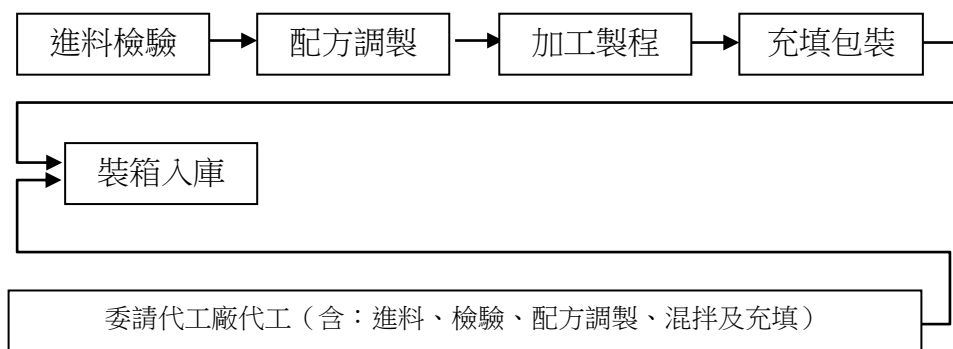 進料檢驗
配方調製
加工製程
充填包裝
裝箱入庫
委請代工廠代工（含：進料、檢驗、配方調製、混拌及充填）